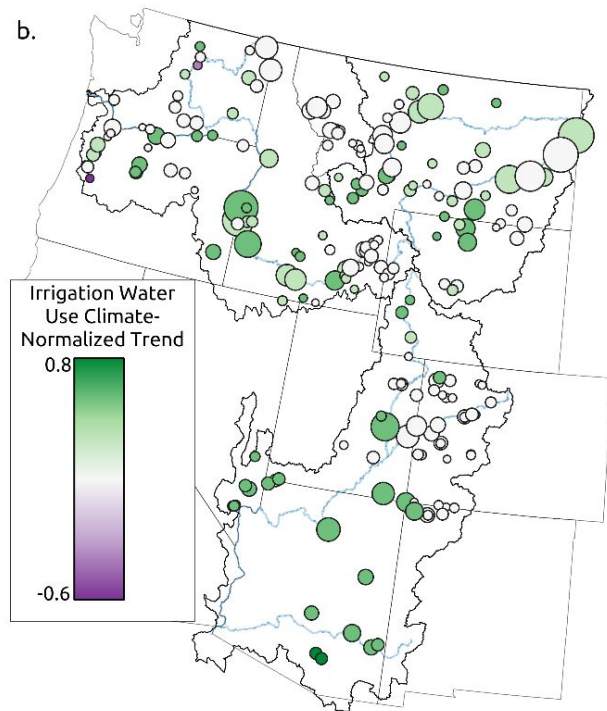 b.
Irrigation Water
Use Climate-
Normalized Trend
0.8
-0.6